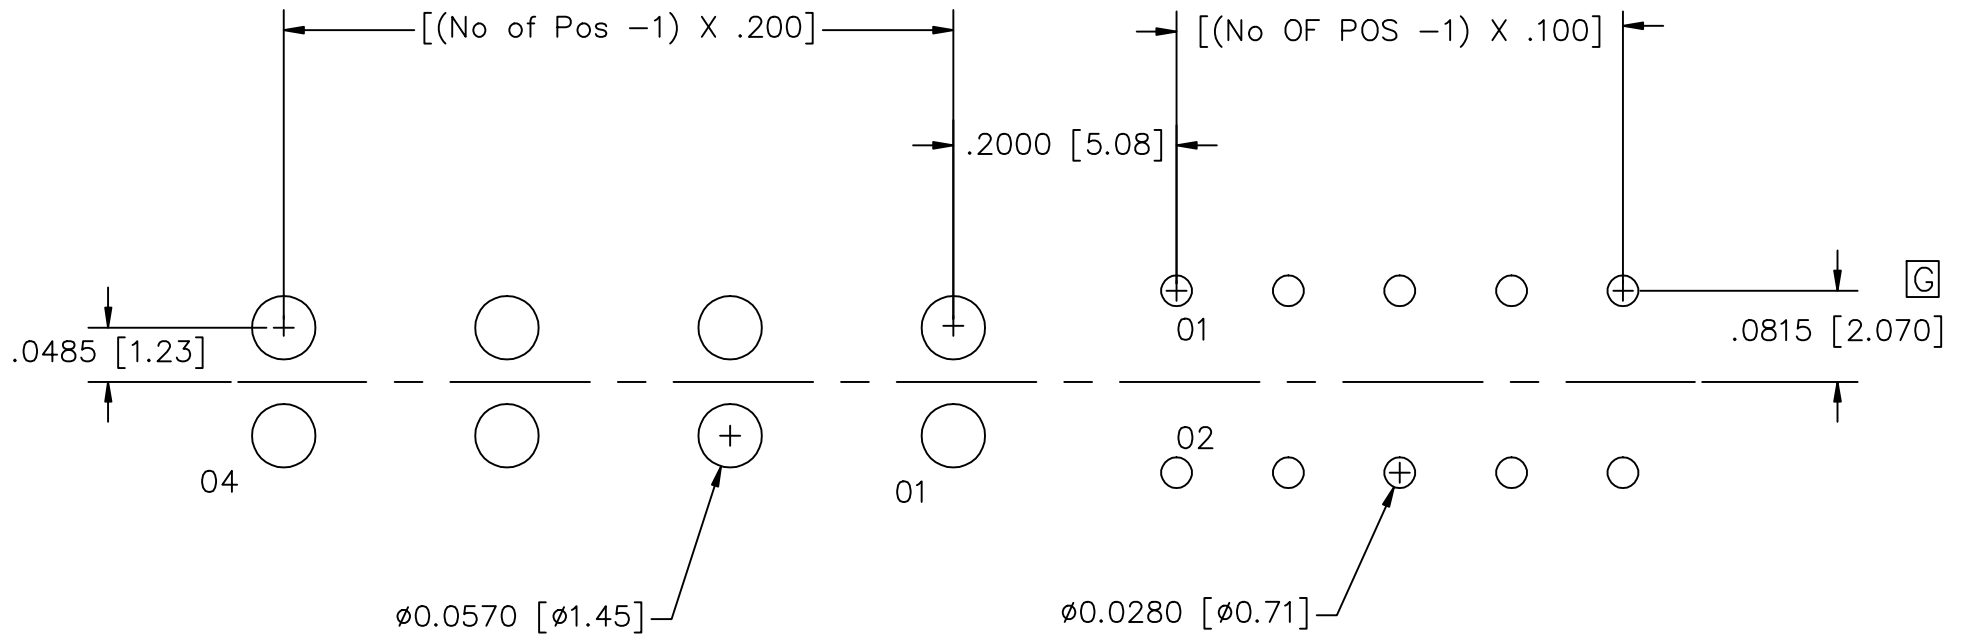 [(No of Pos -1) X .200]
[(No OF POS -1) X .100]
.2000 [5.08]
G
01
.0815 [2.070]
.0485 [1.23]
02
04
01
ø0.0570 [ø1.45]
ø0.0280 [ø0.71]